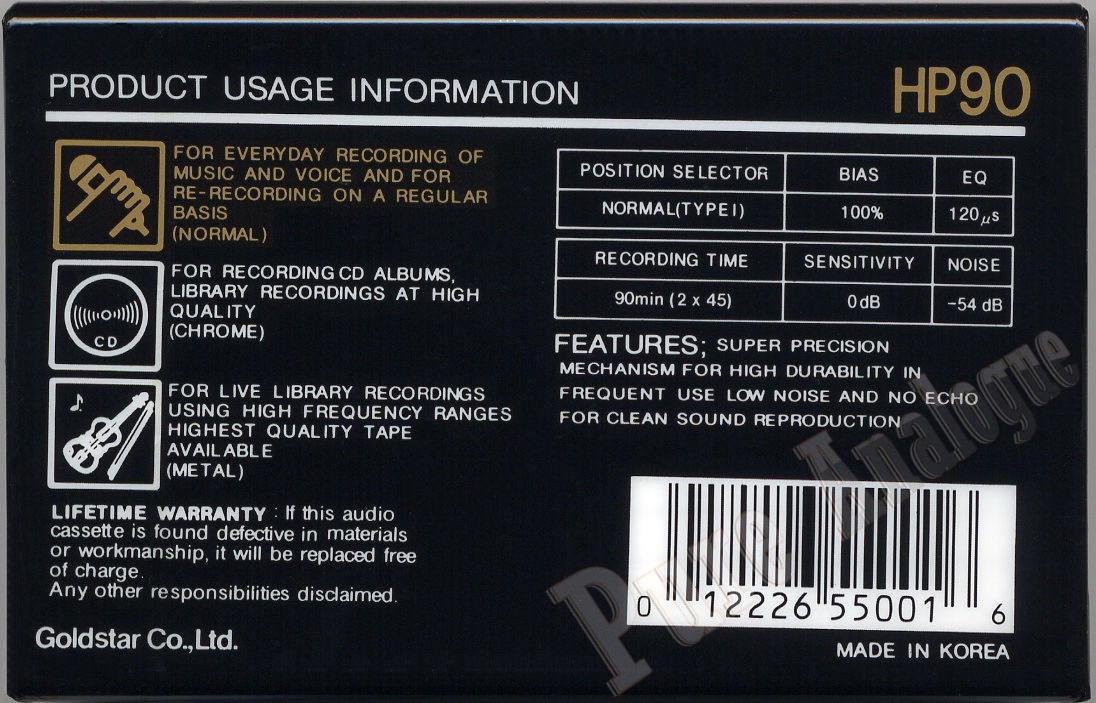 PRODUCT USAGE INFORMATION
HP90
FOR EVERYDAY RECORDING OF
MUSIC AND VOICE AND FOR
RE-RECORDING ON A REGULAR
BASIS
(NORMAL)
CD
FOR RECORDING CD ALBUMS,
LIBRARY RECORDINGS AT HIGH
QUALITY
(CHROME)
FOR LIVE LIBRARY RECORDINGS
USING HIGH FREQUENCY RANGES
HIGHEST QUALITY TAPE
AVAILABLE
(METAL)
LIFETIME WARRANTY : If this audio
cassette is found defective in materials
or workmanship, it will be replaced free
of charge.
Any other responsibilities disclaimed.
Goldstar Co.,Ltd.
POSITION SELECTOR BIAS EQ
NORMAL(TYPE I) 100% 120μs
RECORDING TIME SENSITIVITY NOISE
90min (2 x 45) 0dB -54 dB
FEATURES; SUPER PRECISION
MECHANISM FOR HIGH DURABILITY IN
FREQUENT USE LOW NOISE AND NO ECHO
FOR CLEAN SOUND REPRODUCTION
0 12226 55001 6
MADE IN KOREA
Pure Analogue